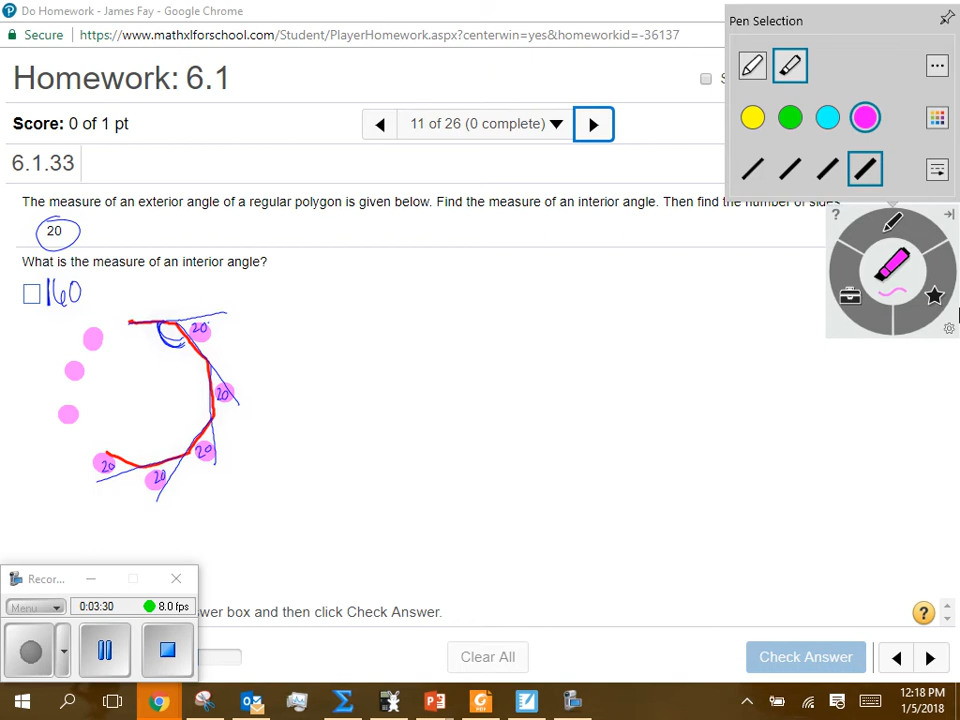 Do Homework - James Fay - Google Chrome
Secure https://www.mathxlforschool.com/Student/PlayerHomework.aspx?centerwin=yes&homeworkid=-36137
Pen Selection
Homework: 6.1
Score: 0 of 1 pt
11 of 26 (0 complete)
6.1.33
The measure of an exterior angle of a regular polygon is given below. Find the measure of an interior angle. Then find the number of
20
?
What is the measure of an interior angle?
160
20
20
20
20
20
Recor...
Menu
0:03:30
8.0 fps
wer box and then click Check Answer.
?
Clear All
Check Answer
12:18 PM
1/5/2018